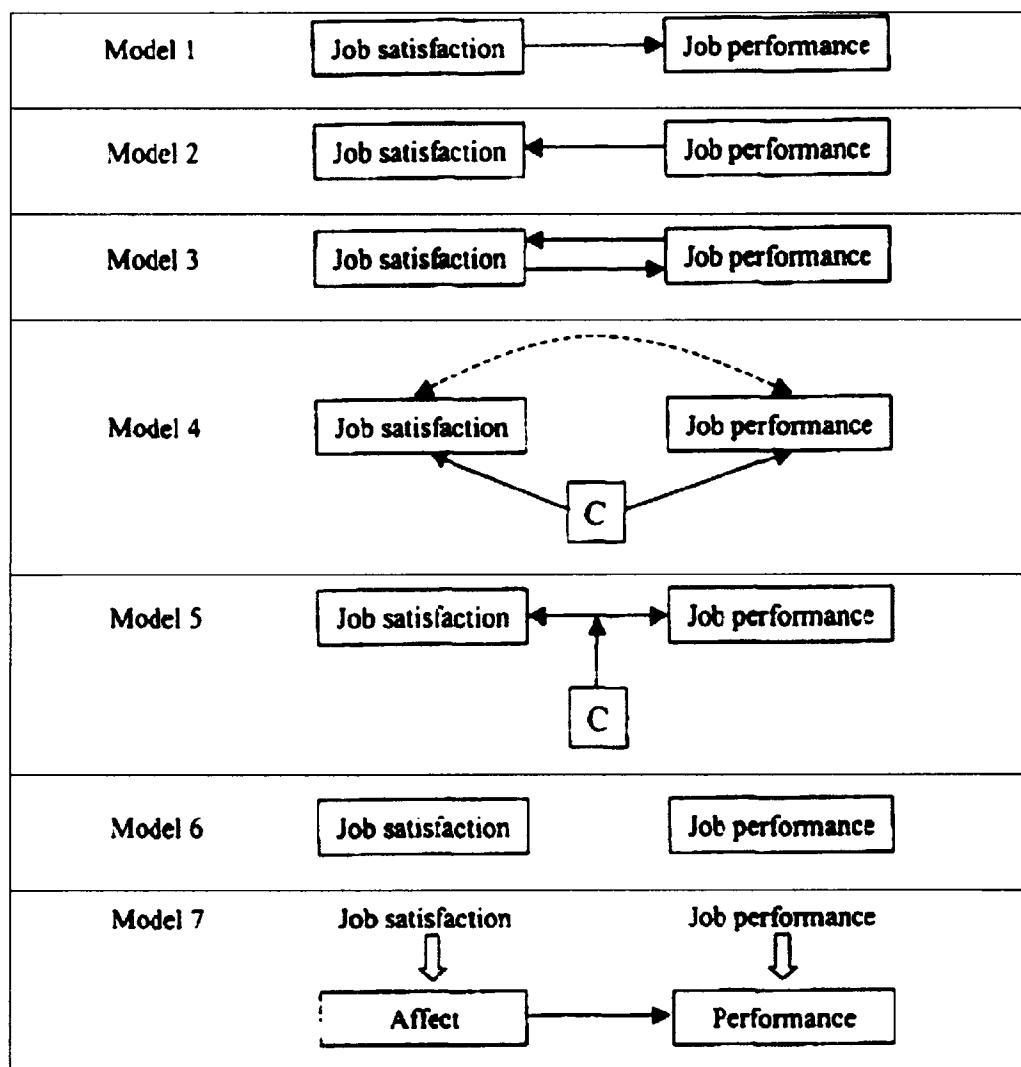 Model 1 Job satisfaction Job performance
Model 2 Job satisfaction Job performance
Model 3 Job satisfaction Job performance
Model 4 Job satisfaction Job performance
C
Model 5 Job satisfaction Job performance
C
Model 6 Job satisfaction Job performance
Model 7 Job satisfaction Job performance
Affect Performance